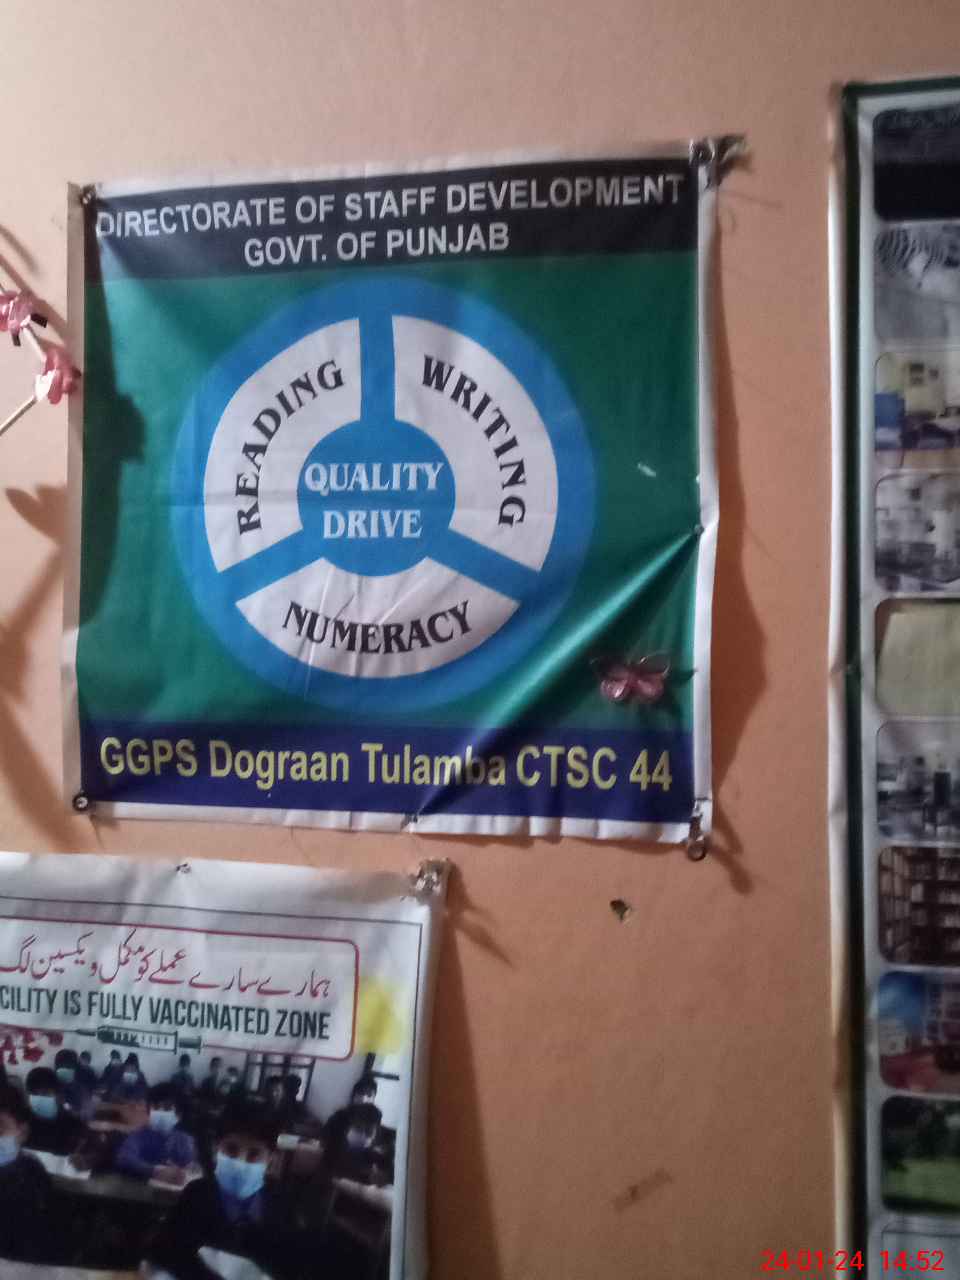 DIRECTORATE OF STAFF DEVELOPMENT
GOVT. OF PUNJAB
READING
WRITING
QUALITY
DRIVE
NUMERACY
GGPS Dograan Tulamba CTSC 44
ہمارے سارے عملے کو مکمل ویکسین لگ
CILITY IS FULLY VACCINATED ZONE
24-01-24 14:52